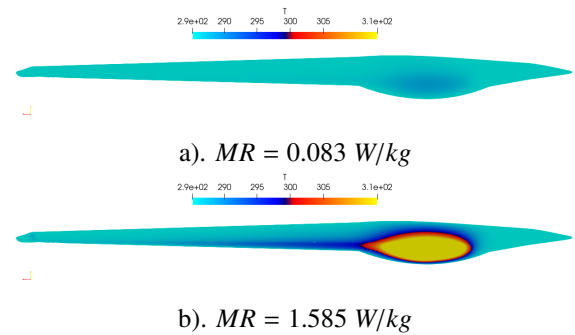 T
2.9e+02 290 295 300 305 3.1e+02
a). MR = 0.083 W/kg
T
2.9e+02 290 295 300 305 3.1e+02
b). MR = 1.585 W/kg